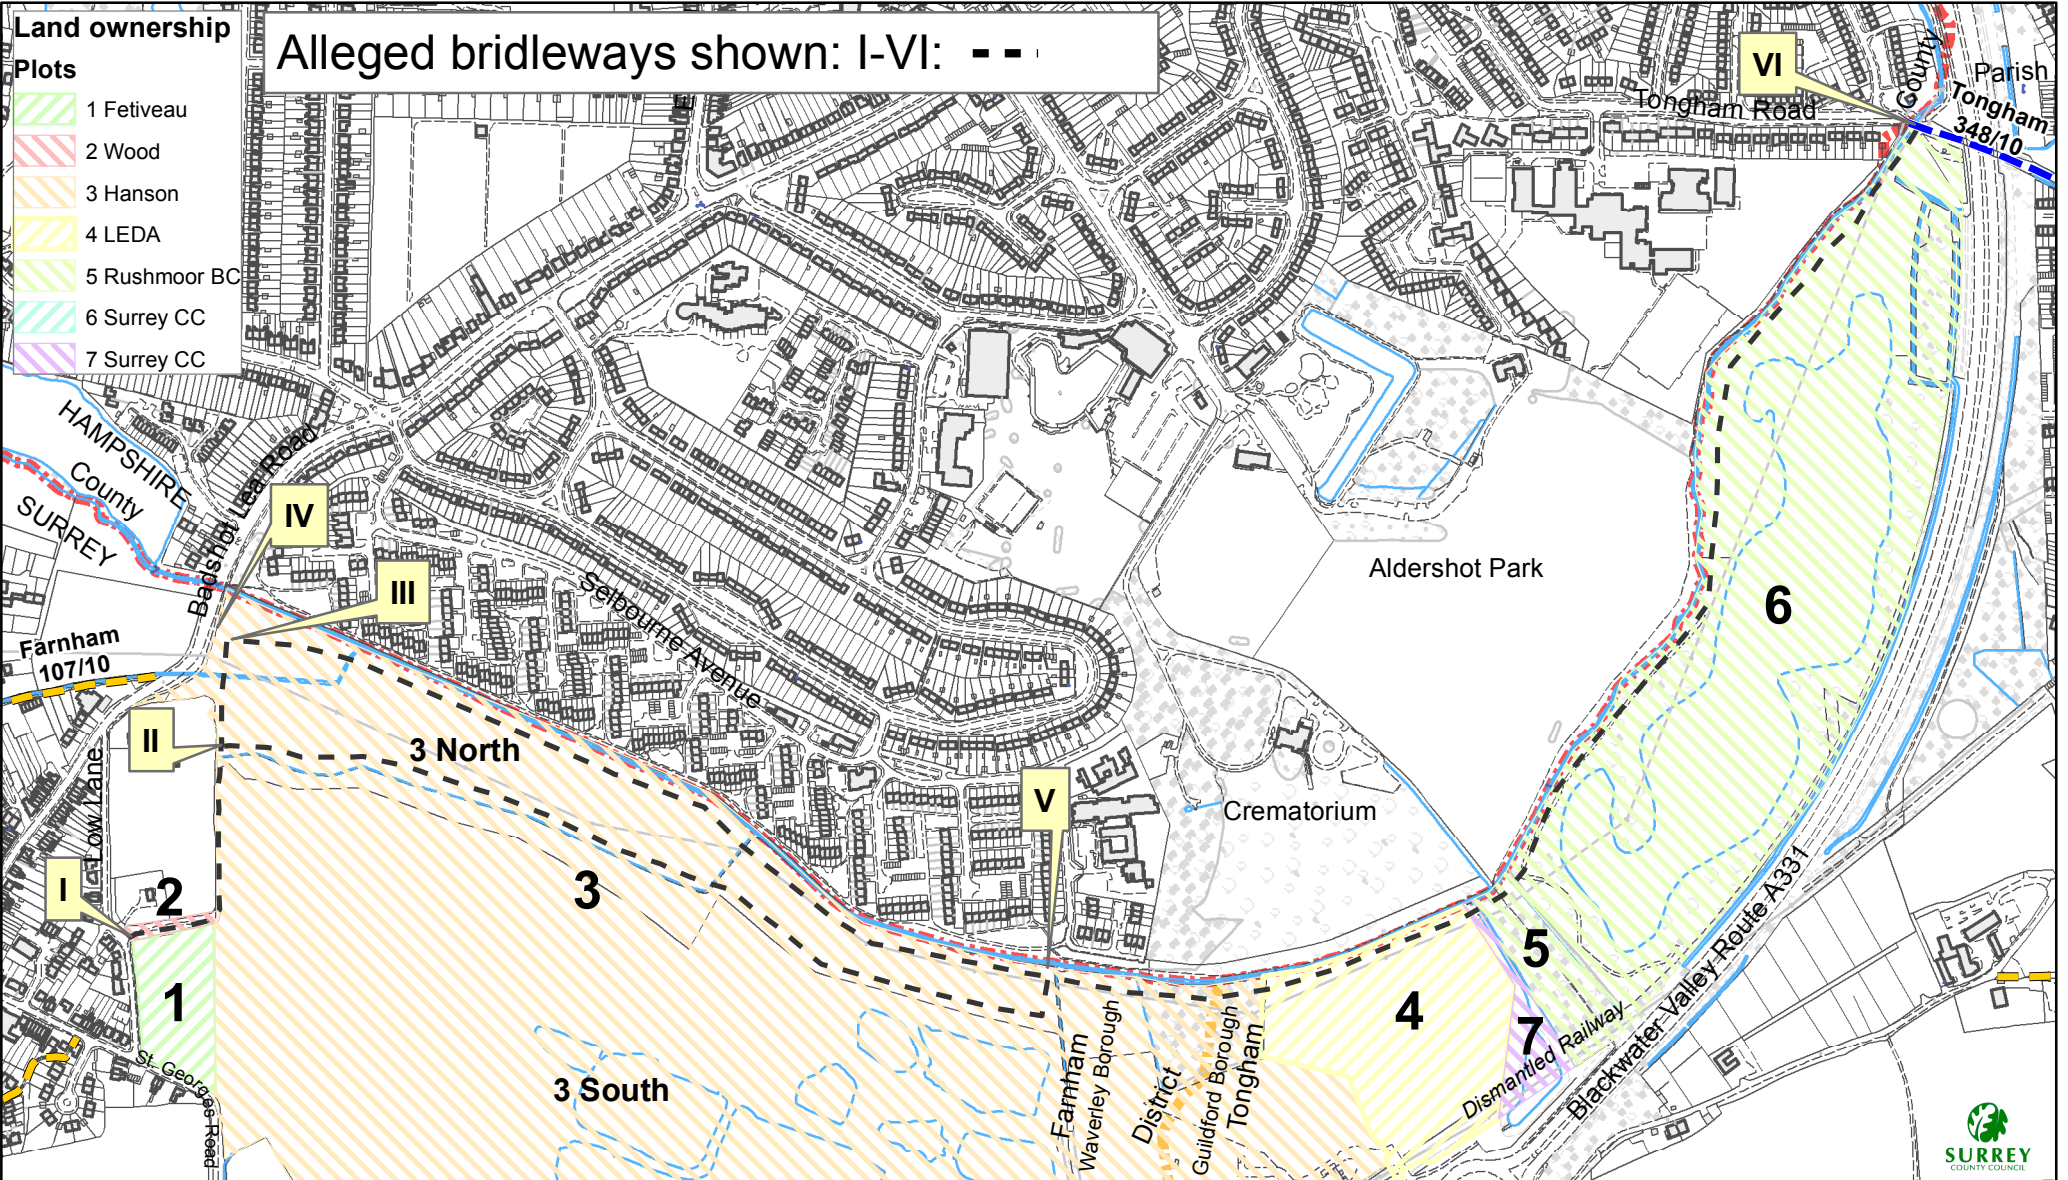 Land ownership
Plots
1 Fetiveau
2 Wood
3 Hanson
4 LEDA
5 Rushmoor BC
6 Surrey CC
7 Surrey CC
Alleged bridleways shown: I-VI:
VI
County
Parish
Tongham Road
Tongham
348/10
HAMPSHIRE
County
SURREY
Badshot Lea Road
IV
III
Selbourne Avenue
Aldershot Park
6
Farnham
107/10
II
3 North
Low Lane
V
Crematorium
I
2
3
1
5
4
7
St. Georges Road
3 South
Farnham
Waverley Borough
District
Guildford Borough
Tongham
Dismantled Railway
Blackwater Valley Route A331
SURREY
COUNTY COUNCIL